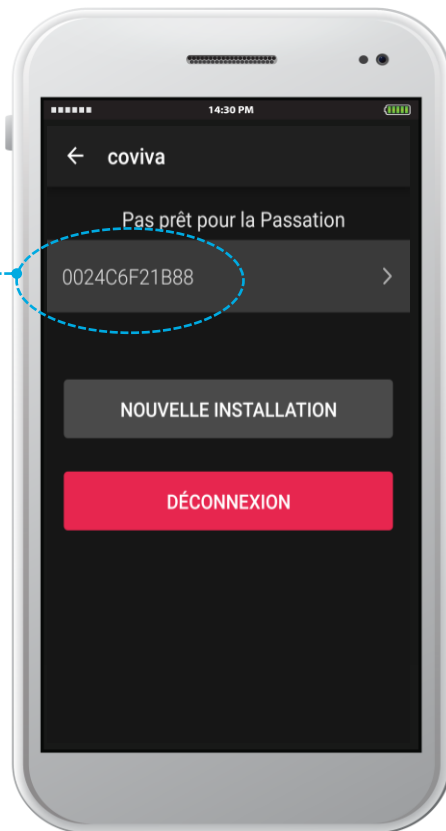 14:30 PM
← coviva
Pas prêt pour la Passation
0024C6F21B88
NOUVELLE INSTALLATION
DÉCONNEXION